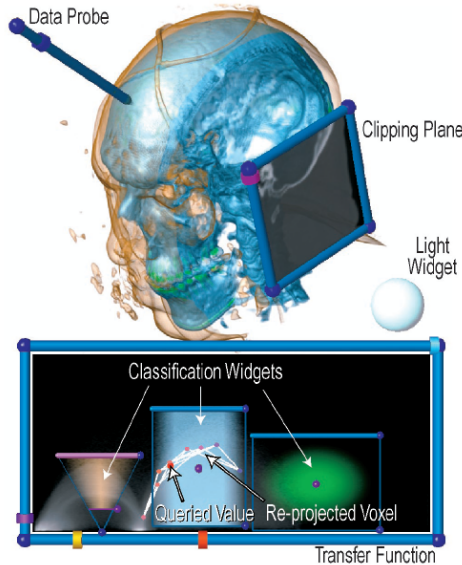 Data Probe
Clipping Plane
Light
Widget
Classification Widgets
Queried Value
Re-projected Voxel
Transfer Function